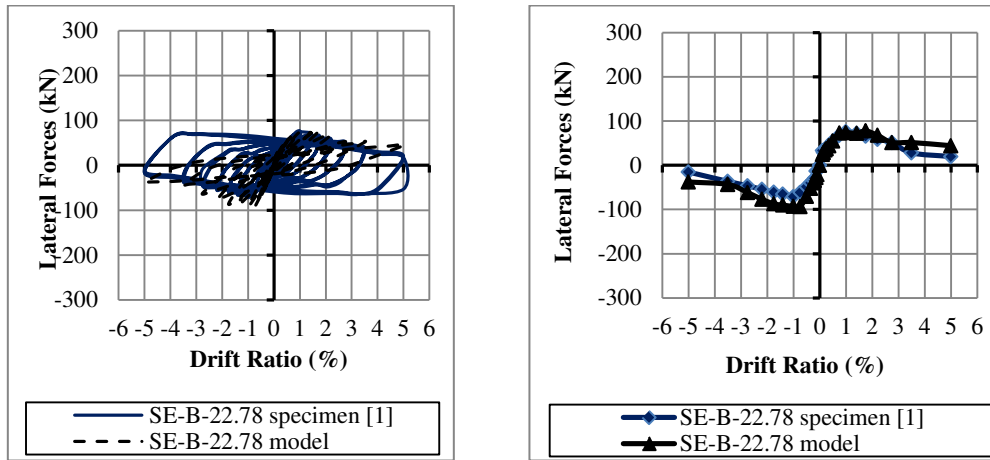 Lateral Forces (kN)
300
200
100
0
-100
-200
-300
-6 -5 -4 -3 -2 -1 0 1 2 3 4 5 6
Drift Ratio (%)
SE-B-22.78 specimen [1]
SE-B-22.78 model
Lateral Forces (kN)
300
200
100
0
-100
-200
-300
-6 -5 -4 -3 -2 -1 0 1 2 3 4 5 6
Drift Ratio (%)
SE-B-22.78 specimen [1]
SE-B-22.78 model